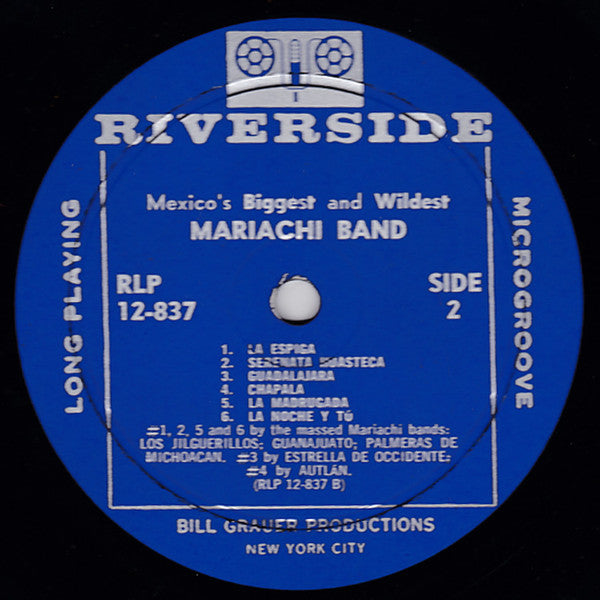 RIVERSIDE
Mexico's Biggest and Wildest
MARIACHI BAND
LONG PLAYING
MICROGROOVE
RLP
12-837
SIDE
2
1. LA ESPIGA
2. SERENATA HUASTECA
3. GUADALAJARA
4. CHAPALA
5. LA MADRUGADA
6. LA NOCHE Y TÚ
#1, 2, 5 and 6 by the massed Mariachi bands:
LOS JILGUERILLOS; GUANAJUATO; PALMERAS DE
MICHOACAN. #3 by ESTRELLA DE OCCIDENTE;
#4 by AUTLÁN.
(RLP 12-837 B)
BILL GRAUER PRODUCTIONS
NEW YORK CITY